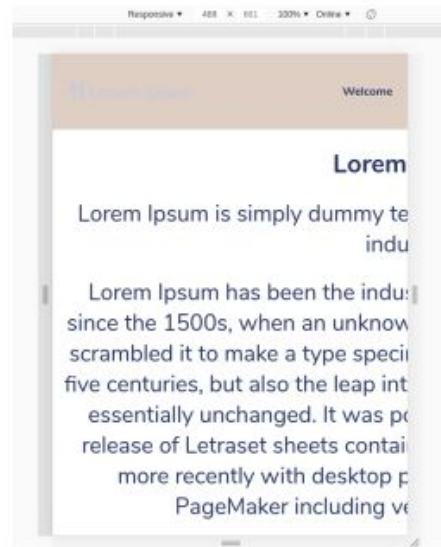 Responsive ▾ 488 × 661 100% ▾ Online ▾
Welcome
Lorem
Lorem Ipsum is simply dummy te
indu
Lorem Ipsum has been the indus
since the 1500s, when an unknow
scrambled it to make a type speci
five centuries, but also the leap int
essentially unchanged. It was po
release of Letraset sheets contai
more recently with desktop p
PageMaker including ve